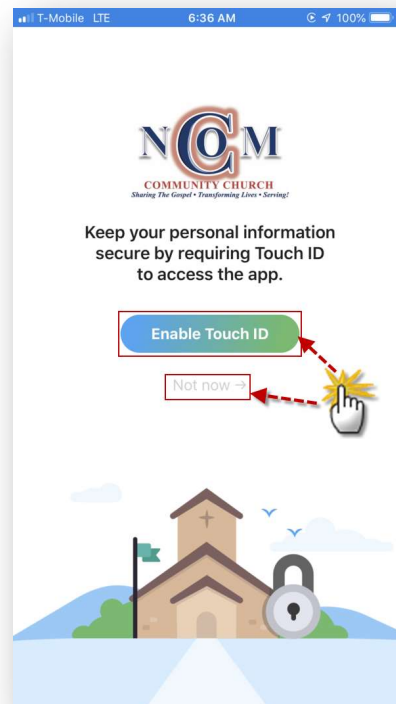 T-Mobile LTE 6:36 AM 100%
NCOM
COMMUNITY CHURCH
Sharing The Gospel • Transforming Lives • Serving!
Keep your personal information
secure by requiring Touch ID
to access the app.
Enable Touch ID
Not now →